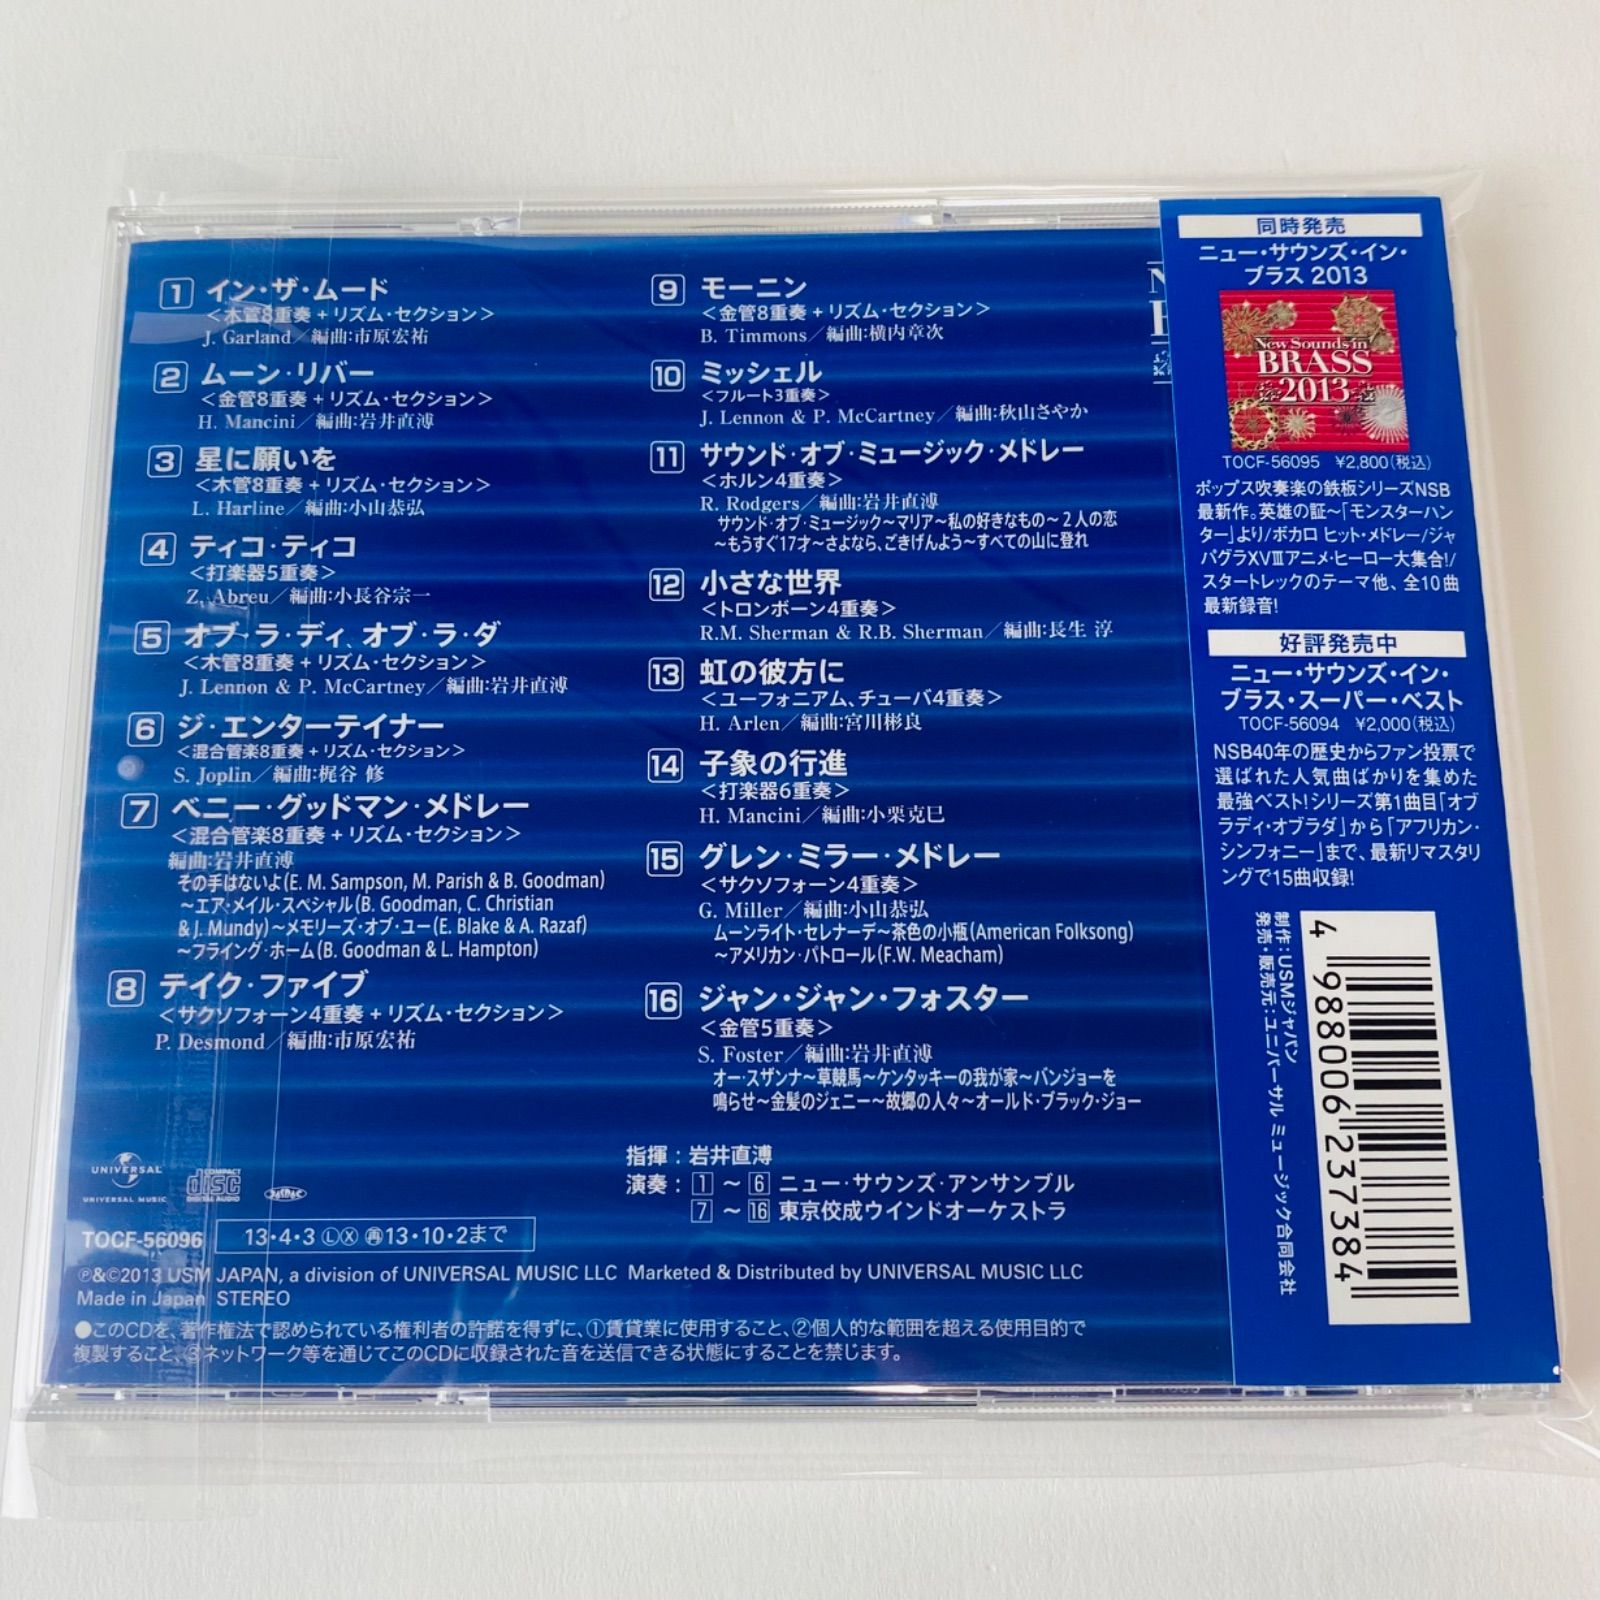 1 イン・ザ・ムード
<木管8重奏 + リズム・セクション>
J. Garland／編曲:市原宏祐
2 ムーン・リバー
<金管8重奏 + リズム・セクション>
H. Mancini／編曲:岩井直溥
3 星に願いを
<木管8重奏 + リズム・セクション>
L. Harline／編曲:小山恭弘
4 ティコ・ティコ
<打楽器5重奏>
Z. Abreu／編曲:小長谷宗一
5 オブ・ラ・ディ、オブ・ラ・ダ
<木管8重奏 + リズム・セクション>
J. Lennon & P. McCartney／編曲:岩井直溥
6 ジ・エンターテイナー
<混合管楽8重奏 + リズム・セクション>
S. Joplin／編曲:梶谷 修
7 ベニー・グッドマン・メドレー
<混合管楽8重奏 + リズム・セクション>
編曲:岩井直溥
その手はないよ(E. M. Sampson, M. Parish & B. Goodman)
～エア・メイル・スペシャル(B. Goodman, C. Christian
& J. Mundy)～メモリーズ・オブ・ユー(E. Blake & A. Razaf)
～フライング・ホーム(B. Goodman & L. Hampton)
8 テイク・ファイブ
<サクソフォーン4重奏 + リズム・セクション>
P. Desmond／編曲:市原宏祐
9 モーニン
<金管8重奏 + リズム・セクション>
B. Timmons／編曲:横内章次
10 ミッシェル
<フルート3重奏>
J. Lennon & P. McCartney／編曲:秋山さやか
11 サウンド・オブ・ミュージック・メドレー
<ホルン4重奏>
R. Rodgers／編曲:岩井直溥
サウンド・オブ・ミュージック～マリア～私の好きなもの～2人の恋
～もうすぐ17才～さよなら、ごきげんよう～すべての山に登れ
12 小さな世界
<トロンボーン4重奏>
R.M. Sherman & R.B. Sherman／編曲:長生 淳
13 虹の彼方に
<ユーフォニアム、チューバ4重奏>
H. Arlen／編曲:宮川彬良
14 子象の行進
<打楽器6重奏>
H. Mancini／編曲:小栗克巳
15 グレン・ミラー・メドレー
<サクソフォーン4重奏>
G. Miller／編曲:小山恭弘
ムーンライト・セレナーデ～茶色の小瓶(American Folksong)
～アメリカン・パトロール(F.W. Meacham)
16 ジャン・ジャン・フォスター
<金管5重奏>
S. Foster／編曲:岩井直溥
オー・スザンナ～草競馬～ケンタッキーの我が家～バンジョーを
鳴らせ～金髪のジェニー～故郷の人々～オールド・ブラック・ジョー
指揮：岩井直溥
演奏：1～6 ニュー・サウンズ・アンサンブル
7～16 東京佼成ウインドオーケストラ
UNIVERSAL
UNIVERSAL MUSIC
COMPACT
disc
DIGITAL AUDIO
JASRAC
TOCF-56096 13・4・3 Ⓛ Ⓧ 再13・10・2まで
℗&©2013 USM JAPAN, a division of UNIVERSAL MUSIC LLC Marketed & Distributed by UNIVERSAL MUSIC LLC
Made in Japan STEREO
●このCDを、著作権法で認められている権利者の許諾を得ずに、①賃貸業に使用すること、②個人的な範囲を超える使用目的で
複製すること、③ネットワーク等を通じてこのCDに収録された音を送信できる状態にすることを禁じます。
同時発売
ニュー・サウンズ・イン・
ブラス 2013
New Sounds in
BRASS
2013
TOCF-56095 ¥2,800(税込)
ポップス吹奏楽の鉄板シリーズNSB
最新作。英雄の証～「モンスターハン
ター」より/ボカロ ヒット・メドレー/ジャ
パグラXVIIIアニメ・ヒーロー大集合!/
スタートレックのテーマ他、全10曲
最新録音!
好評発売中
ニュー・サウンズ・イン・
ブラス・スーパー・ベスト
TOCF-56094 ¥2,000(税込)
NSB40年の歴史からファン投票で
選ばれた人気曲ばかりを集めた
最強ベスト!シリーズ第1曲目「オブ
ラディ・オブラダ」から「アフリカン・
シンフォニー」まで、最新リマスタリ
ングで15曲収録!
制作：USMジャパン
発売・販売元：ユニバーサル ミュージック合同会社
4 988006 237384